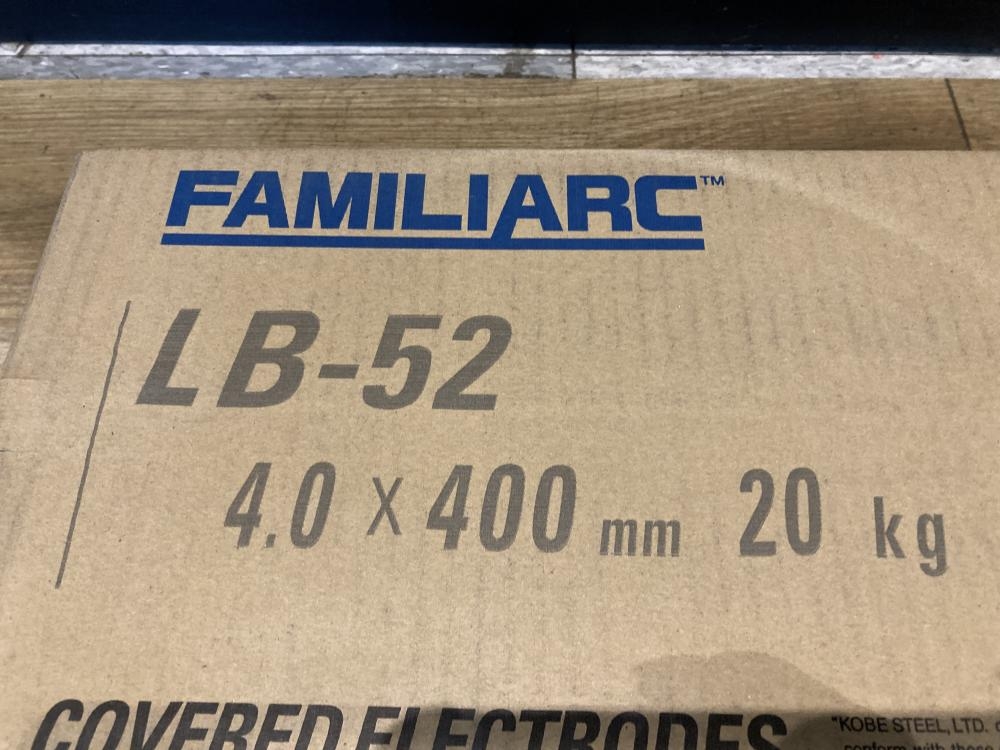 FAMILIARC™
LB-52
4.0 x 400 mm 20 kg
COVERED ELECTRODES
"KOBE STEEL, LTD.